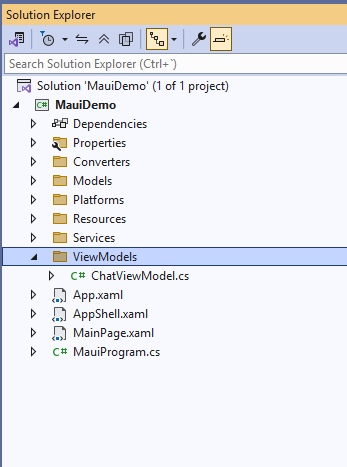 Solution Explorer
Search Solution Explorer (Ctrl+`)
Solution 'MauiDemo' (1 of 1 project)
C# MauiDemo
Dependencies
Properties
Converters
Models
Platforms
Resources
Services
ViewModels
C# ChatViewModel.cs
App.xaml
AppShell.xaml
MainPage.xaml
C# MauiProgram.cs